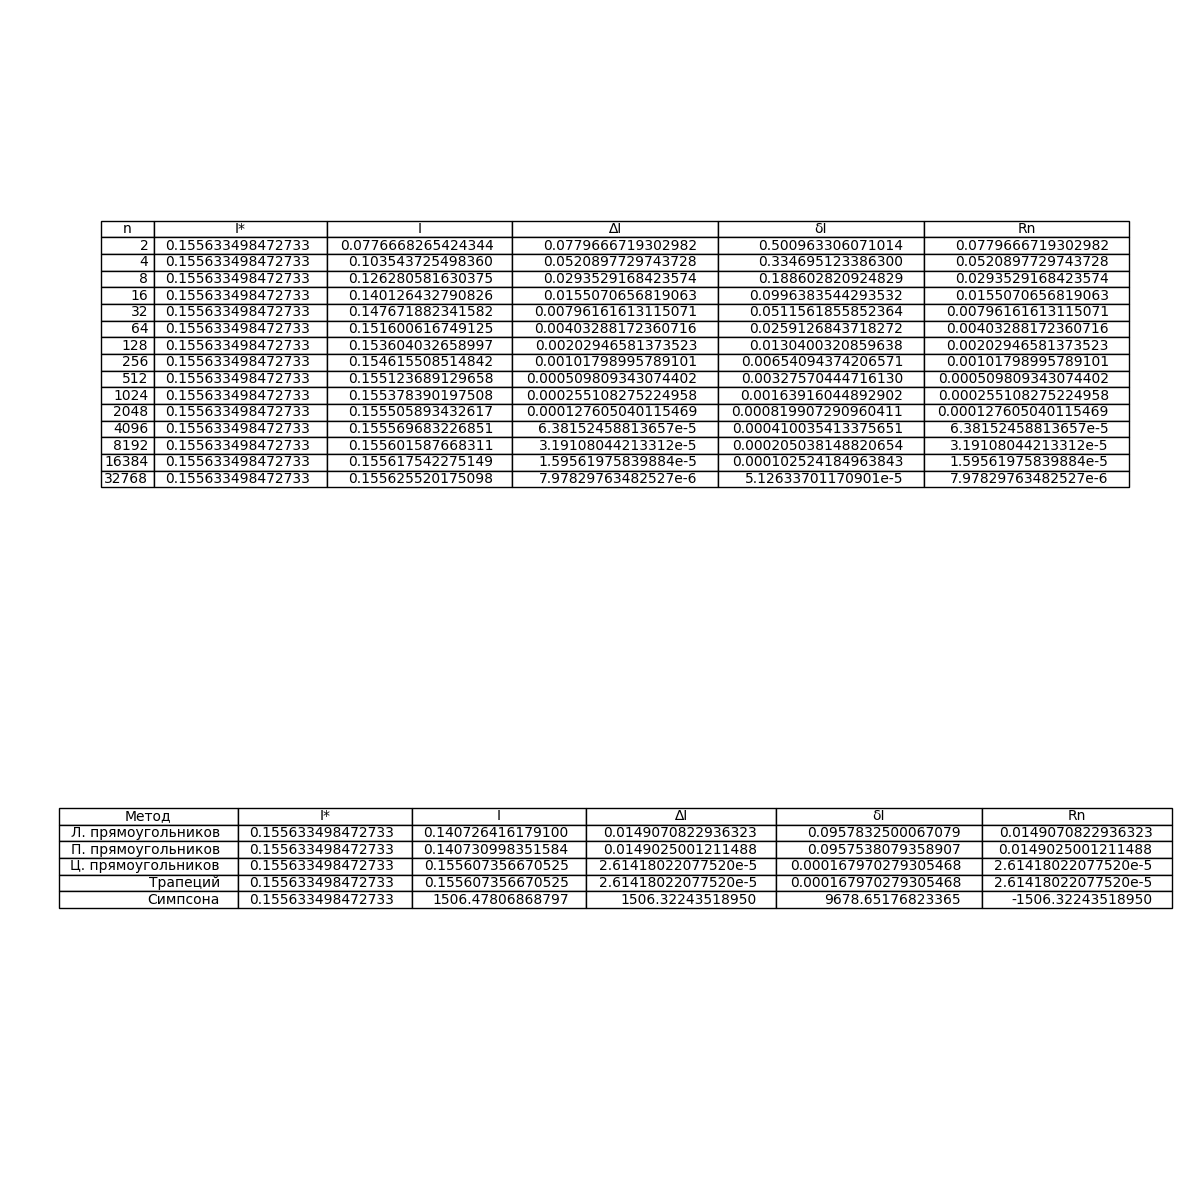 n I* I ΔI δI Rn
2 0.155633498472733 0.0776668265424344 0.0779666719302982 0.500963306071014 0.0779666719302982
4 0.155633498472733 0.103543725498360 0.0520897729743728 0.334695123386300 0.0520897729743728
8 0.155633498472733 0.126280581630375 0.0293529168423574 0.188602820924829 0.0293529168423574
16 0.155633498472733 0.140126432790826 0.0155070656819063 0.0996383544293532 0.0155070656819063
32 0.155633498472733 0.147671882341582 0.00796161613115071 0.0511561855852364 0.00796161613115071
64 0.155633498472733 0.151600616749125 0.00403288172360716 0.0259126843718272 0.00403288172360716
128 0.155633498472733 0.153604032658997 0.00202946581373523 0.0130400320859638 0.00202946581373523
256 0.155633498472733 0.154615508514842 0.00101798995789101 0.00654094374206571 0.00101798995789101
512 0.155633498472733 0.155123689129658 0.000509809343074402 0.00327570444716130 0.000509809343074402
1024 0.155633498472733 0.155378390197508 0.000255108275224958 0.00163916044892902 0.000255108275224958
2048 0.155633498472733 0.155505893432617 0.000127605040115469 0.000819907290960411 0.000127605040115469
4096 0.155633498472733 0.155569683226851 6.38152458813657e-5 0.000410035413375651 6.38152458813657e-5
8192 0.155633498472733 0.155601587668311 3.19108044213312e-5 0.000205038148820654 3.19108044213312e-5
16384 0.155633498472733 0.155617542275149 1.59561975839884e-5 0.000102524184963843 1.59561975839884e-5
32768 0.155633498472733 0.155625520175098 7.97829763482527e-6 5.12633701170901e-5 7.97829763482527e-6
Метод I* I ΔI δI Rn
Л. прямоугольников 0.155633498472733 0.140726416179100 0.0149070822936323 0.0957832500067079 0.0149070822936323
П. прямоугольников 0.155633498472733 0.140730998351584 0.0149025001211488 0.0957538079358907 0.0149025001211488
Ц. прямоугольников 0.155633498472733 0.155607356670525 2.61418022077520e-5 0.000167970279305468 2.61418022077520e-5
Трапеций 0.155633498472733 0.155607356670525 2.61418022077520e-5 0.000167970279305468 2.61418022077520e-5
Симпсона 0.155633498472733 1506.47806868797 1506.32243518950 9678.65176823365 -1506.32243518950